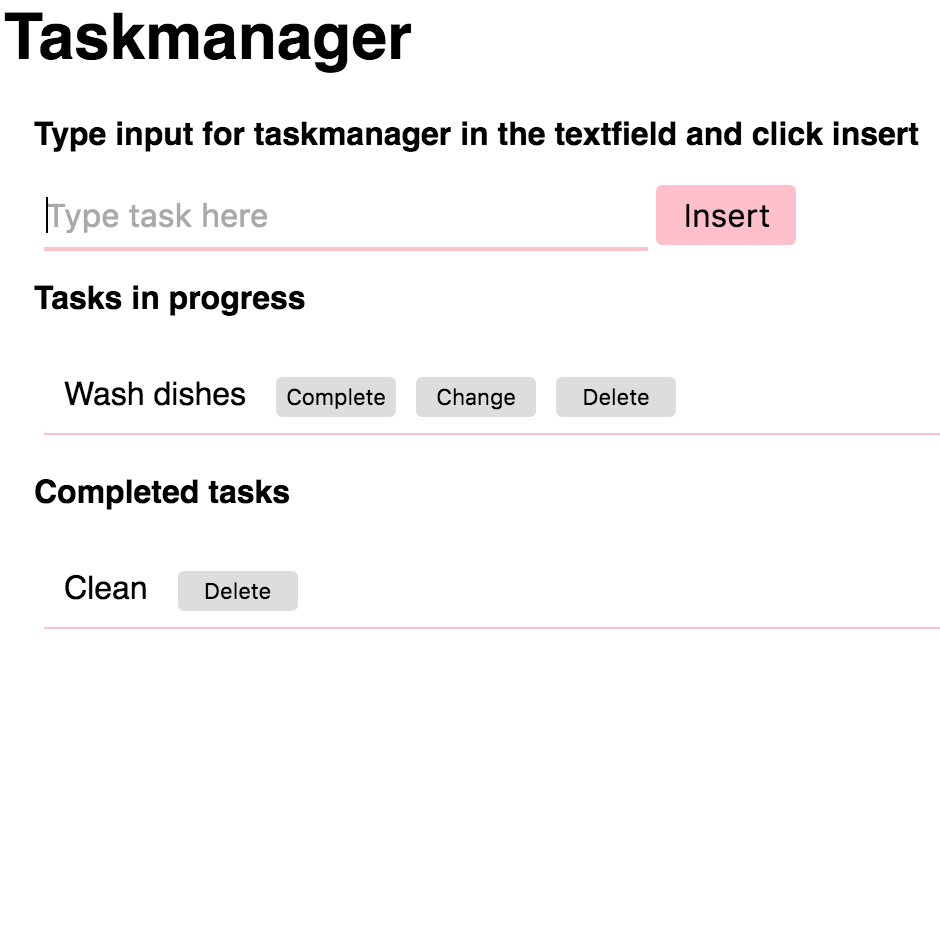 Taskmanager
Type input for taskmanager in the textfield and click insert
Type task here Insert
Tasks in progress
Wash dishes Complete Change Delete
Completed tasks
Clean Delete